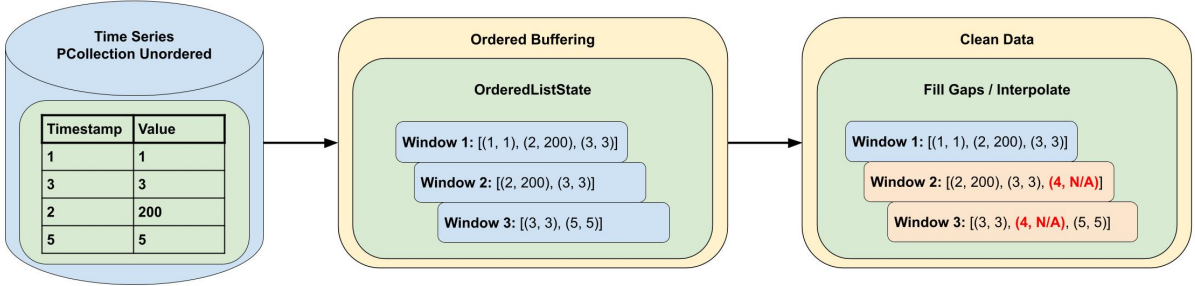 Time Series
PCollection Unordered
Timestamp Value
1 1
3 3
2 200
5 5
Ordered Buffering
OrderedListState
Window 1: [(1, 1), (2, 200), (3, 3)]
Window 2: [(2, 200), (3, 3)]
Window 3: [(3, 3), (5, 5)]
Clean Data
Fill Gaps / Interpolate
Window 1: [(1, 1), (2, 200), (3, 3)]
Window 2: [(2, 200), (3, 3), (4, N/A)]
Window 3: [(3, 3), (4, N/A), (5, 5)]